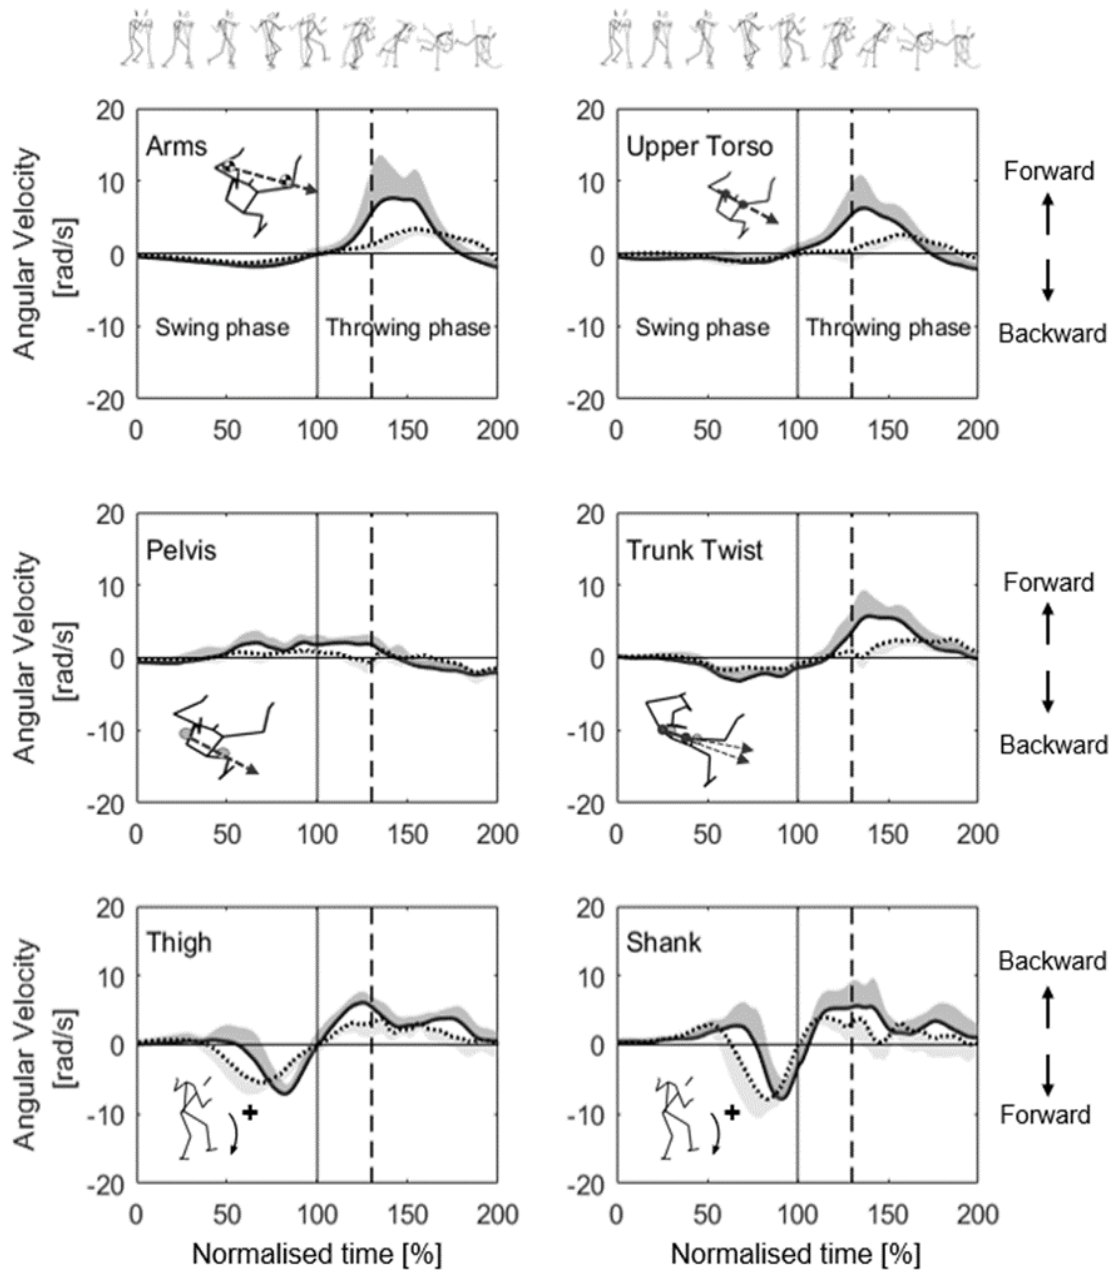 Angular Velocity
[rad/s]
20
10
0
-10
-20
Arms
Swing phase
Throwing phase
0
50
100
150
200
20
10
0
-10
-20
Upper Torso
Swing phase
Throwing phase
0
50
100
150
200
Forward
Backward
Angular Velocity
[rad/s]
20
10
0
-10
-20
Pelvis
0
50
100
150
200
20
10
0
-10
-20
Trunk Twist
0
50
100
150
200
Forward
Backward
Angular Velocity
[rad/s]
20
10
0
-10
-20
Thigh
+
0
50
100
150
200
Normalised time [%]
20
10
0
-10
-20
Shank
+
0
50
100
150
200
Normalised time [%]
Backward
Forward